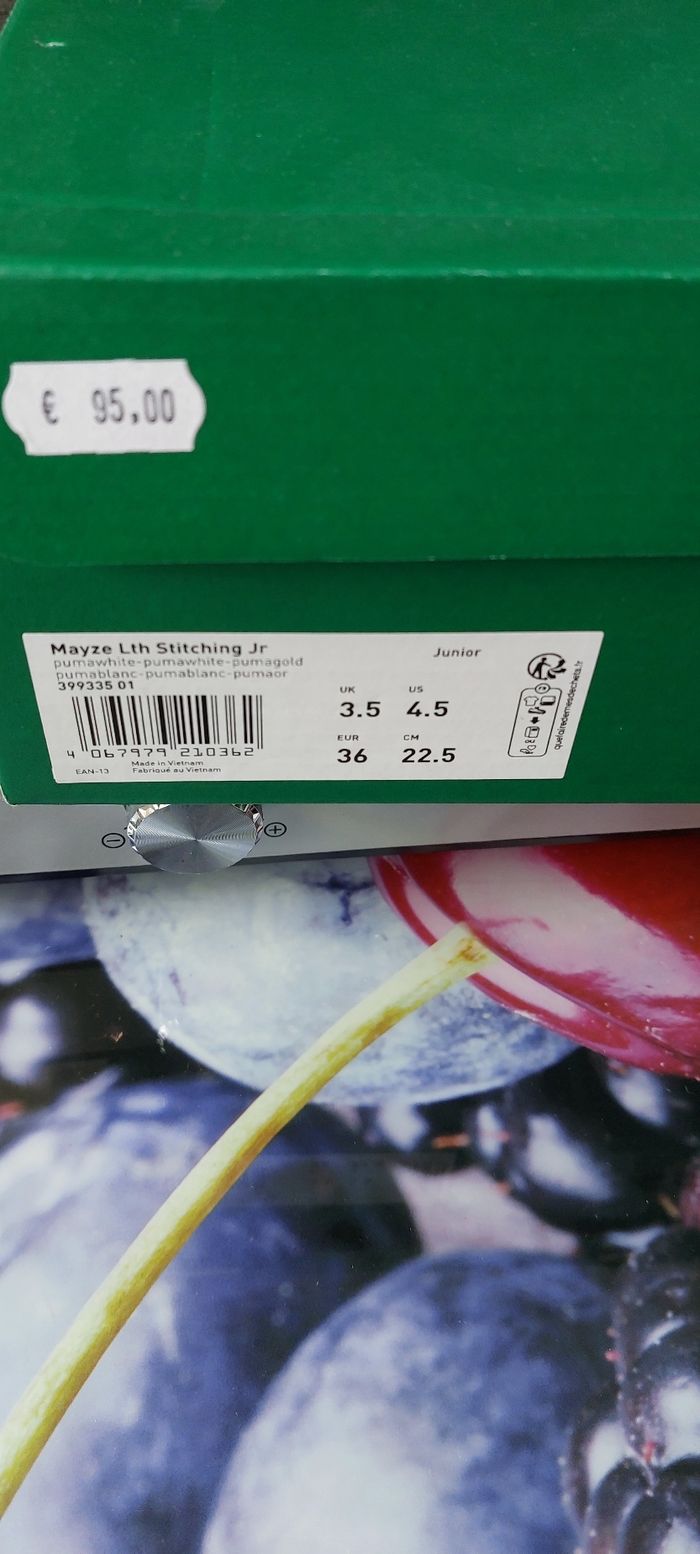 € 95,00
Mayze Lth Stitching Jr
Junior
pumawhite-pumawhite-pumagold
pumablanc-pumablanc-pumaor
399335 01
UK US
3.5 4.5
EUR CM
36 22.5
4 067979 210362
Made in Vietnam
EAN-13 Fabriqué au Vietnam
quefairedemesdechets.fr